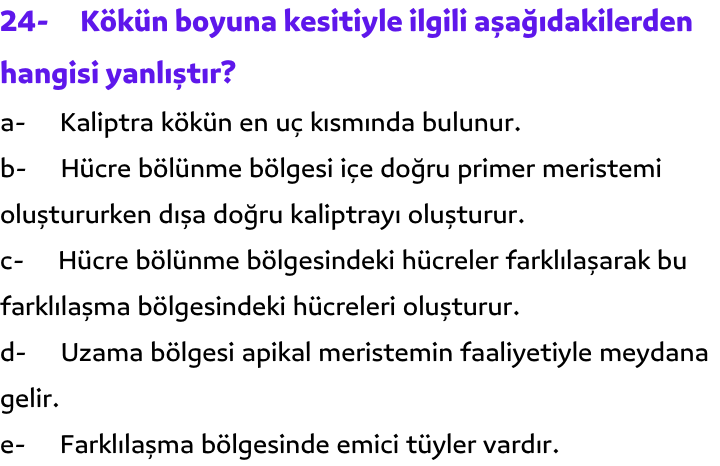 24- Kökün boyuna kesitiyle ilgili aşağıdakilerden
hangisi yanlıştır?
a- Kaliptra kökün en uç kısmında bulunur.
b- Hücre bölünme bölgesi içe doğru primer meristemi
oluştururken dışa doğru kaliptrayı oluşturur.
c- Hücre bölünme bölgesindeki hücreler farklılaşarak bu
farklılaşma bölgesindeki hücreleri oluşturur.
d- Uzama bölgesi apikal meristemin faaliyetiyle meydana
gelir.
e- Farklılaşma bölgesinde emici tüyler vardır.